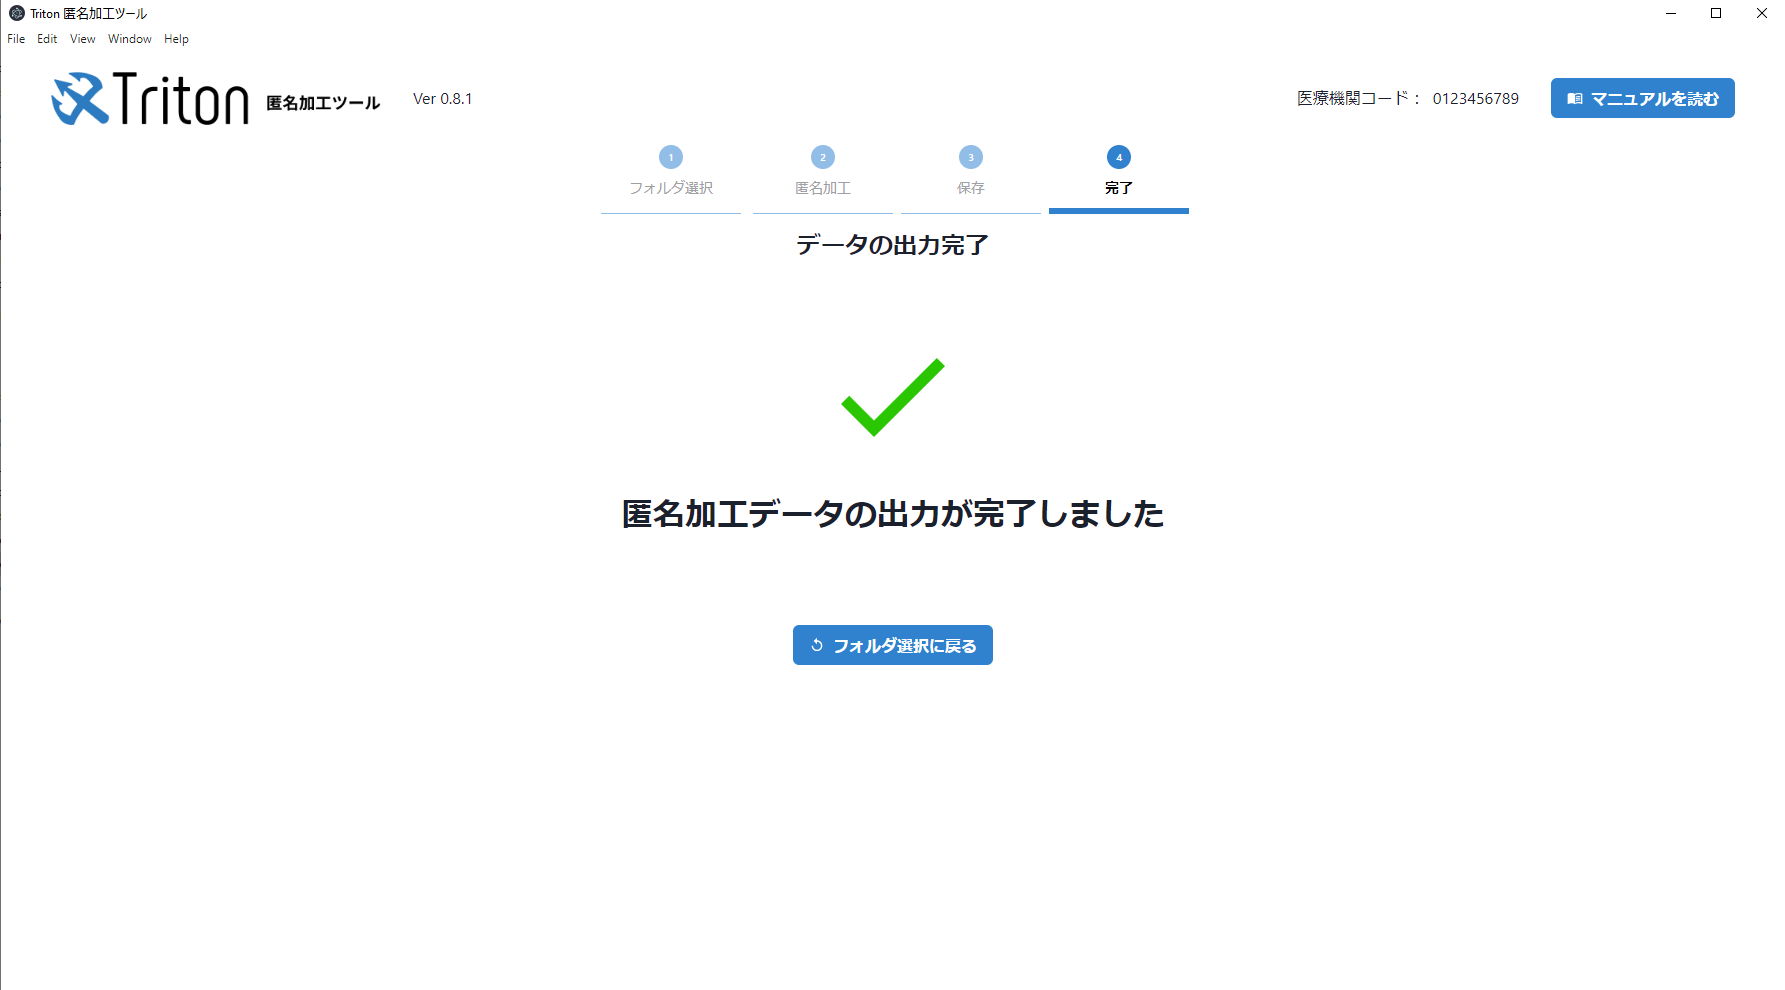 Triton 匿名加工ツール
File Edit View Window Help
Triton 匿名加工ツール Ver 0.8.1
医療機関コード： 0123456789
マニュアルを読む
1 2 3 4
フォルダ選択 匿名加工 保存 完了
データの出力完了
匿名加工データの出力が完了しました
フォルダ選択に戻る